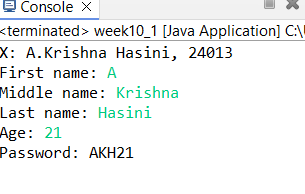 Console
<terminated> week10_1 [Java Application] C:\
X: A.Krishna Hasini, 24013
First name: A
Middle name: Krishna
Last name: Hasini
Age: 21
Password: AKH21